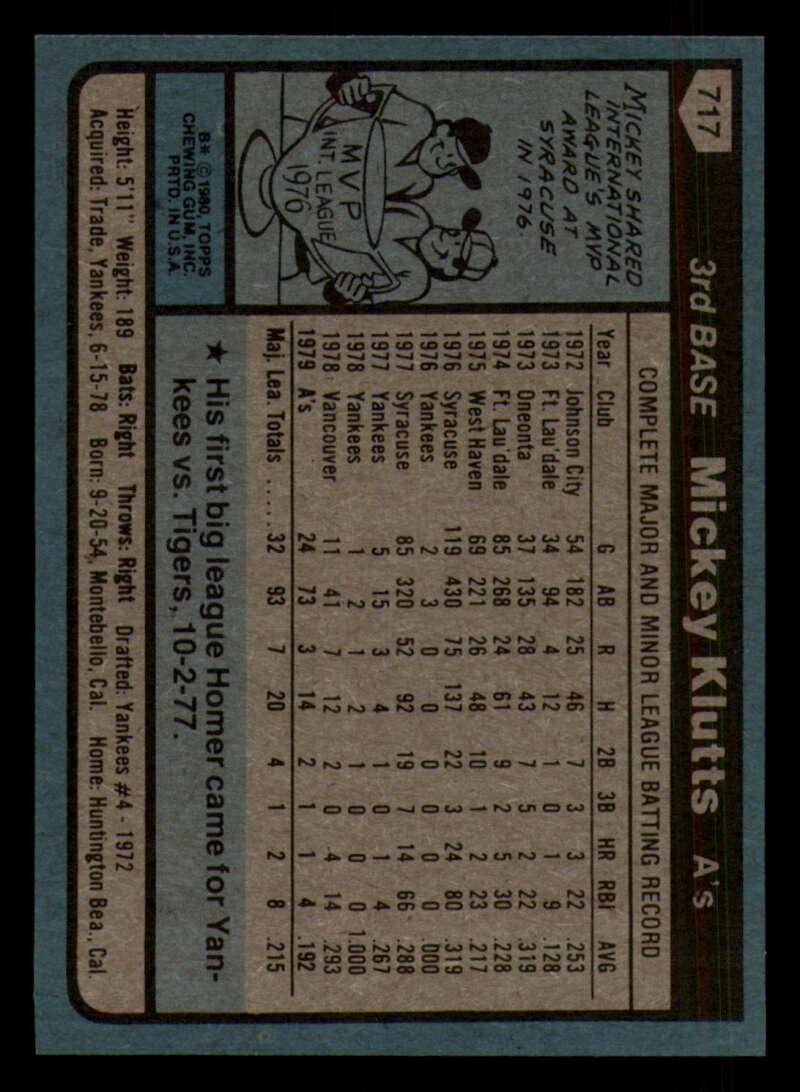 717
3rd BASE Mickey Klutts A's
MICKEY SHARED
INTERNATIONAL
LEAGUE'S MVP
AWARD AT
SYRACUSE
IN 1976.
MVP
INT. LEAGUE
1976
B* © 1980, TOPPS
CHEWING GUM, INC.
PRTD. IN U.S.A.
COMPLETE MAJOR AND MINOR LEAGUE BATTING RECORD
Year Club G AB R H 2B 3B HR RBI AVG
1972 Johnson City 54 182 25 46 7 3 3 22 .253
1973 Ft. Lau'dale 34 94 4 12 1 0 1 9 .128
1973 Oneonta 37 135 28 43 7 5 2 22 .319
1974 Ft. Lau'dale 85 268 24 61 9 2 5 30 .228
1975 West Haven 69 221 26 48 10 1 2 23 .217
1976 Syracuse 119 430 75 137 22 3 24 80 .319
1976 Yankees 2 3 0 0 0 0 0 0 .000
1977 Syracuse 85 320 52 92 19 7 14 66 .288
1977 Yankees 5 15 3 4 1 0 1 4 .267
1978 Yankees 1 2 1 2 1 0 0 0 1.000
1978 Vancouver 11 41 7 12 2 0 4 14 .293
1979 A's 24 73 3 14 2 1 1 4 .192
Maj. Lea. Totals ..... 32 93 7 20 4 1 2 8 .215
★ His first big league Homer came for Yan-
kees vs. Tigers, 10-2-77.
Height: 5'11" Weight: 189 Bats: Right Throws: Right Drafted: Yankees #4 - 1972
Acquired: Trade, Yankees, 6-15-78 Born: 9-20-54, Montebello, Cal. Home: Huntington Bea., Cal.